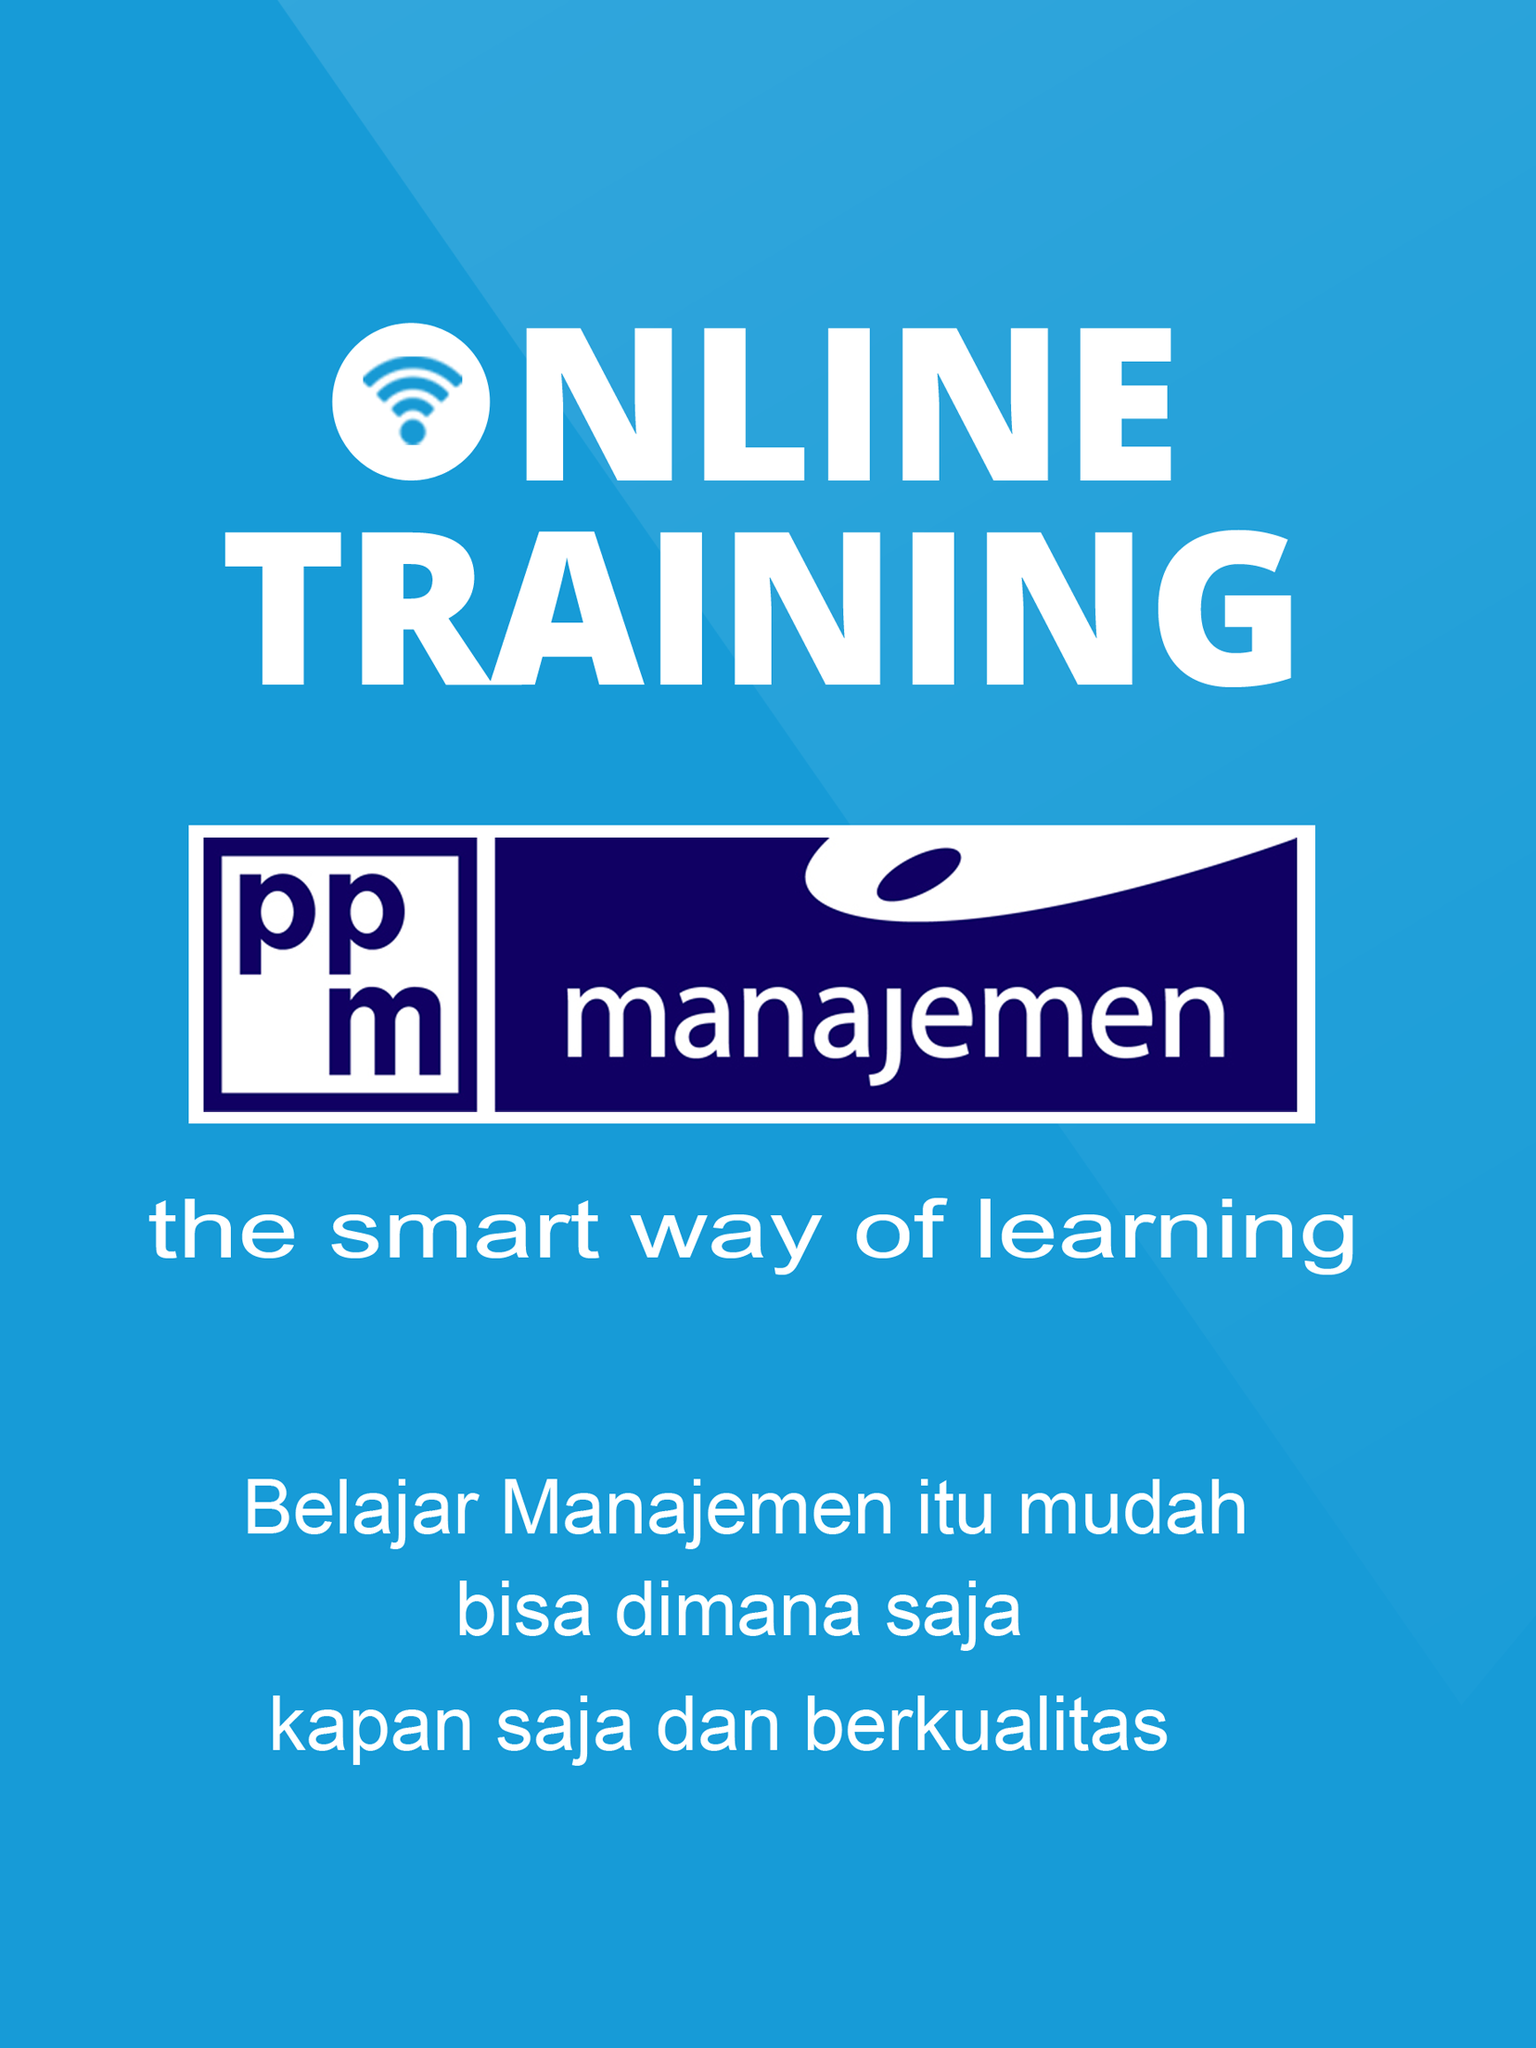 ONLINE
TRAINING
pp
m
manajemen
the smart way of learning
Belajar Manajemen itu mudah
bisa dimana saja
kapan saja dan berkualitas